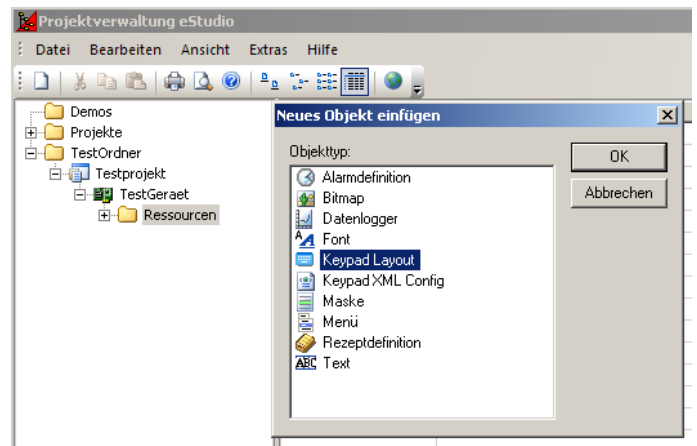 Projektverwaltung eStudio
Datei Bearbeiten Ansicht Extras Hilfe
Demos
Projekte
TestOrdner
Testprojekt
TestGeraet
Ressourcen
Neues Objekt einfügen
Objekttyp:
Alarmdefinition
Bitmap
Datenlogger
Font
Keypad Layout
Keypad XML Config
Maske
Menü
Rezeptdefinition
ABC Text
OK
Abbrechen